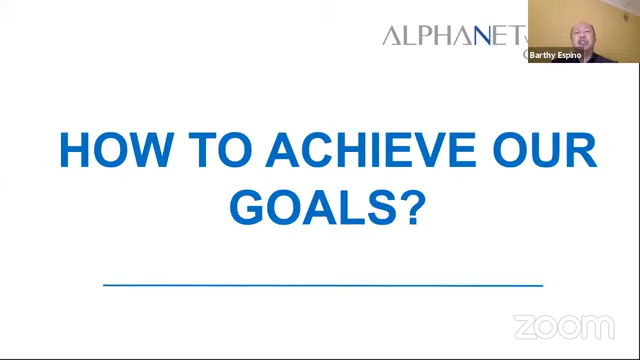 ALPHANET
Barthy Espino
HOW TO ACHIEVE OUR
GOALS?
zoom